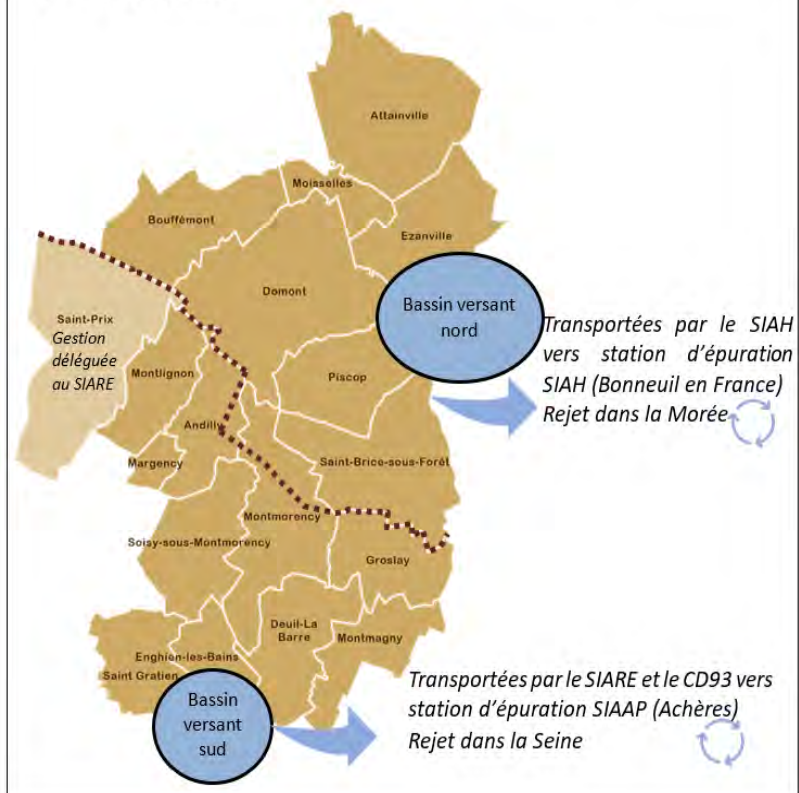 Attainville
Moisselles
Bouffémont
Ezanville
Domont
Bassin versant
nord
Saint-Prix
Gestion
déléguée
au SIARE
Transportées par le SIAH
vers station d'épuration
SIAH (Bonneuil en France)
Rejet dans la Morée
Montlignon
Piscop
Andilly
Margency
Saint-Brice-sous-Forêt
Montmorency
Soisy-sous-Montmorency
Groslay
Deuil-La
Barre
Montmagny
Enghien-les-Bains
Saint Gratien
Bassin
versant
sud
Transportées par le SIARE et le CD93 vers
station d'épuration SIAAP (Achères)
Rejet dans la Seine